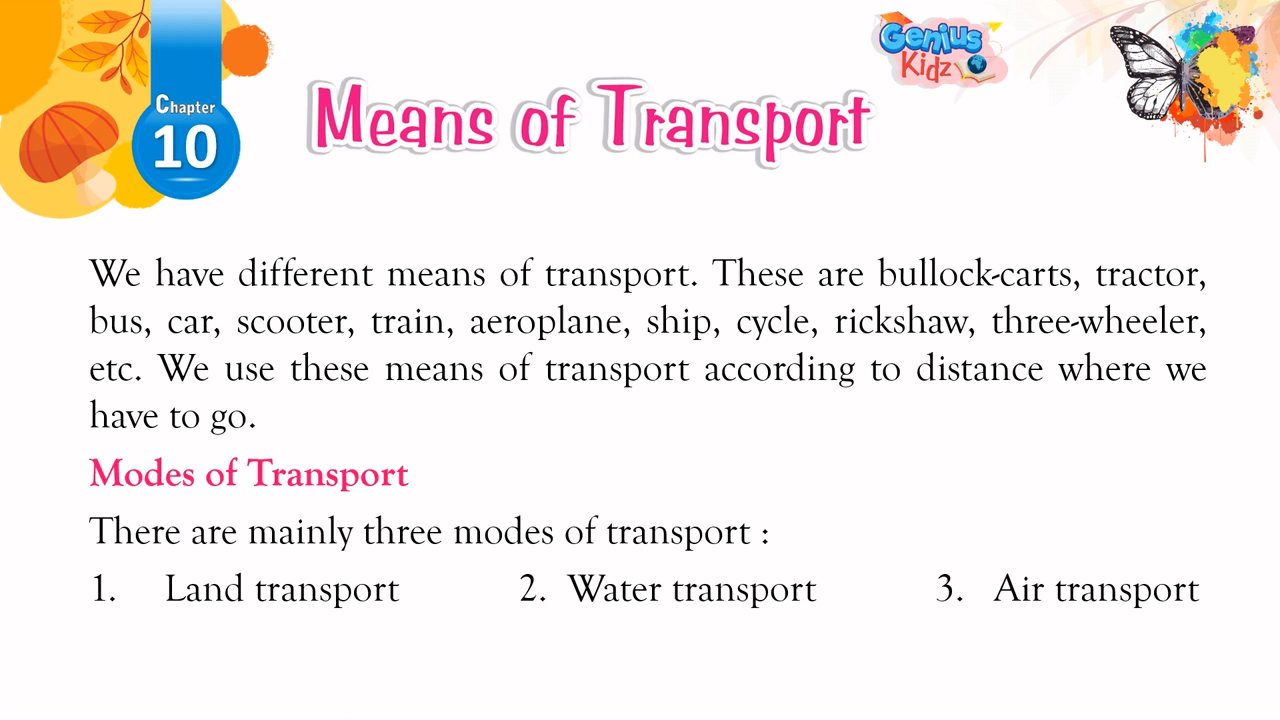 Chapter
10
Genius
Kidz
Means of Transport
We have different means of transport. These are bullock-carts, tractor,
bus, car, scooter, train, aeroplane, ship, cycle, rickshaw, three-wheeler,
etc. We use these means of transport according to distance where we
have to go.
Modes of Transport
There are mainly three modes of transport :
1. Land transport 2. Water transport 3. Air transport